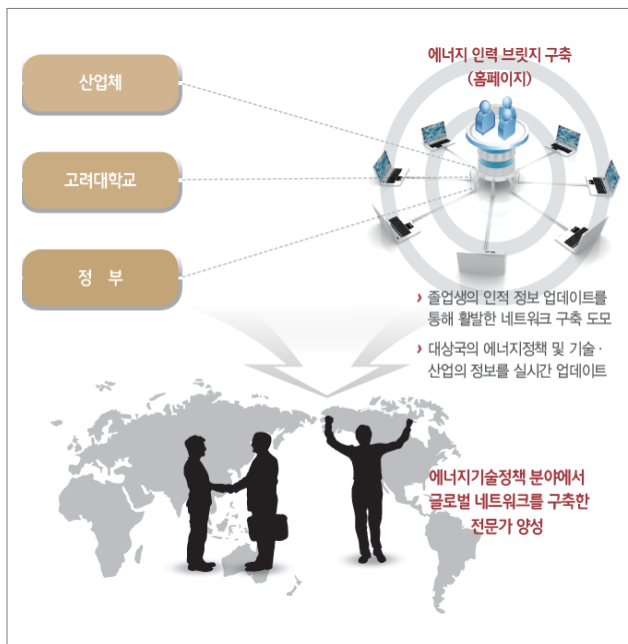 산업체
고려대학교
정 부
에너지 인력 브릿지 구축
(홈페이지)
› 졸업생의 인적 정보 업데이트를
통해 활발한 네트워크 구축 도모
› 대상국의 에너지정책 및 기술·
산업의 정보를 실시간 업데이트
에너지기술정책 분야에서
글로벌 네트워크를 구축한
전문가 양성